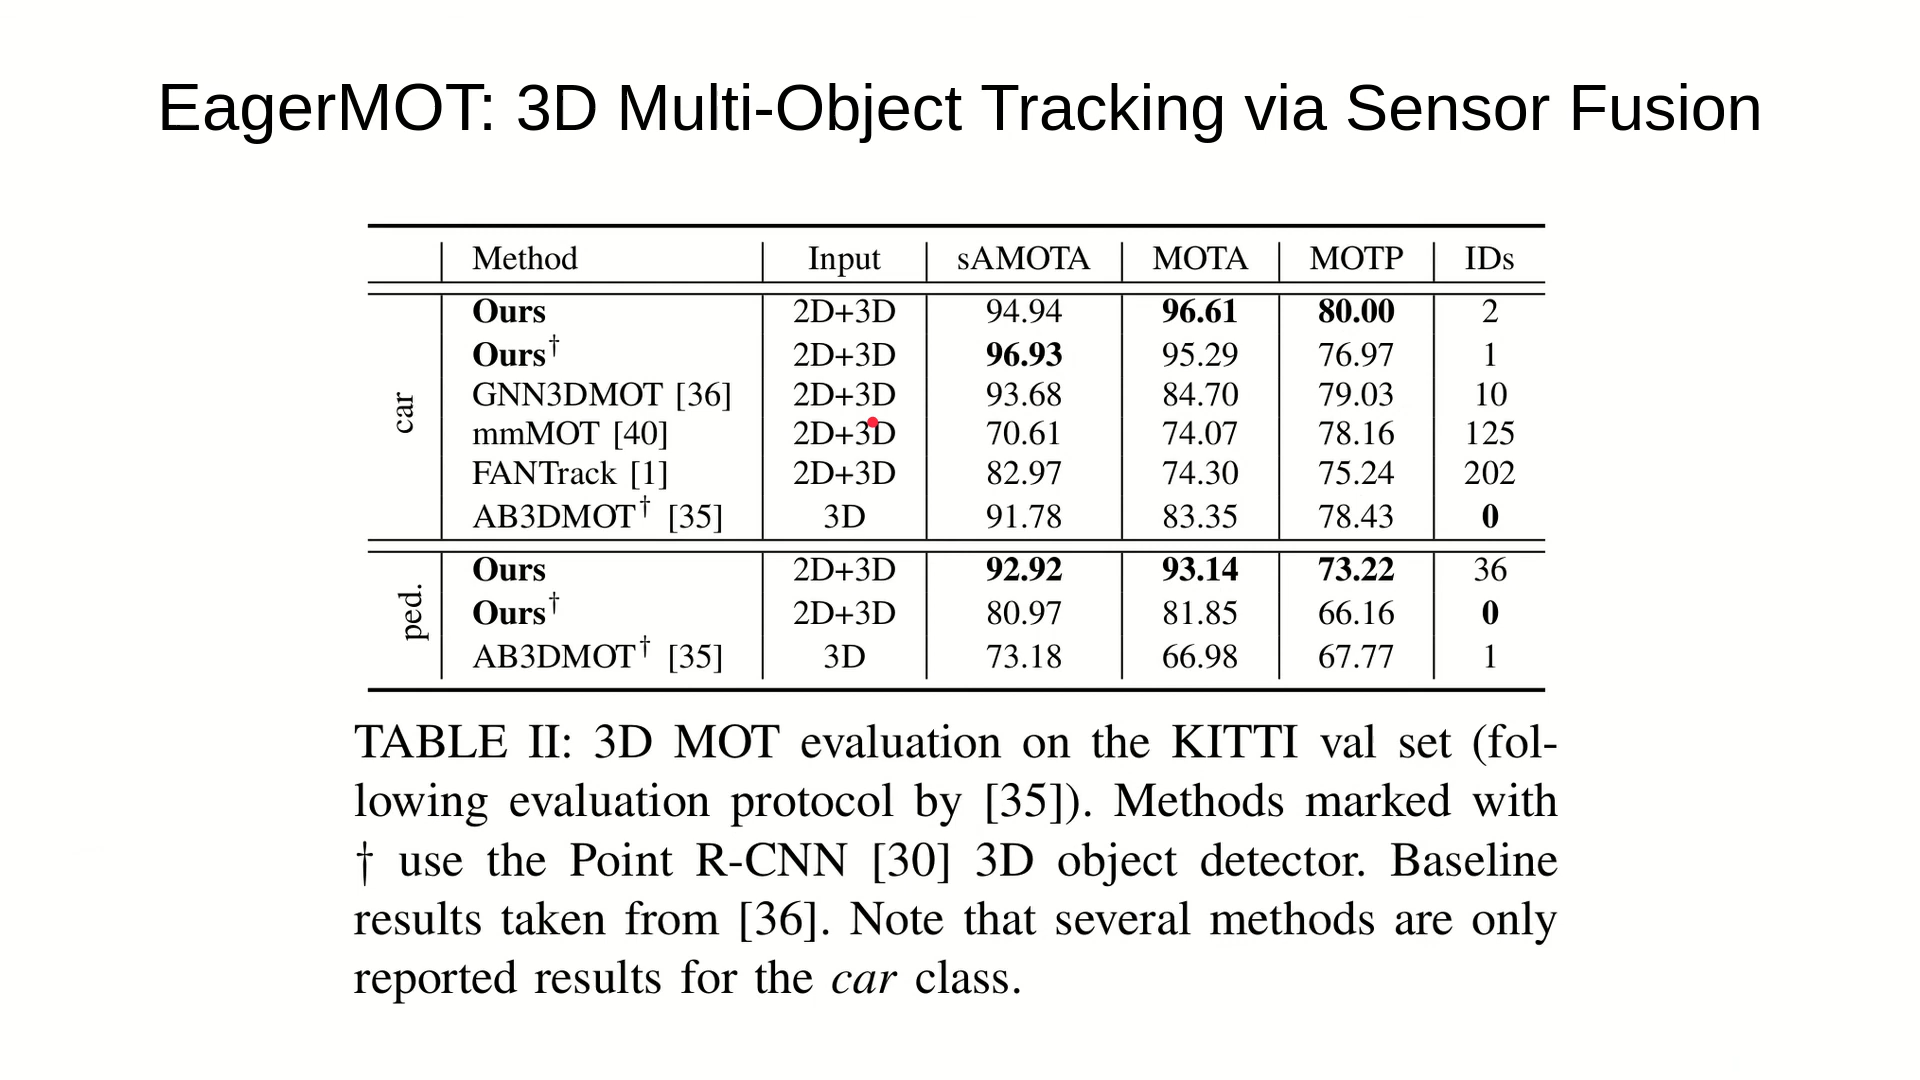 EagerMOT: 3D Multi-Object Tracking via Sensor Fusion
Method Input sAMOTA MOTA MOTP IDs
car
Ours 2D+3D 94.94 96.61 80.00 2
Ours† 2D+3D 96.93 95.29 76.97 1
GNN3DMOT [36] 2D+3D 93.68 84.70 79.03 10
mmMOT [40] 2D+3D 70.61 74.07 78.16 125
FANTrack [1] 2D+3D 82.97 74.30 75.24 202
AB3DMOT† [35] 3D 91.78 83.35 78.43 0
ped.
Ours 2D+3D 92.92 93.14 73.22 36
Ours† 2D+3D 80.97 81.85 66.16 0
AB3DMOT† [35] 3D 73.18 66.98 67.77 1
TABLE II: 3D MOT evaluation on the KITTI val set (fol-
lowing evaluation protocol by [35]). Methods marked with
† use the Point R-CNN [30] 3D object detector. Baseline
results taken from [36]. Note that several methods are only
reported results for the car class.